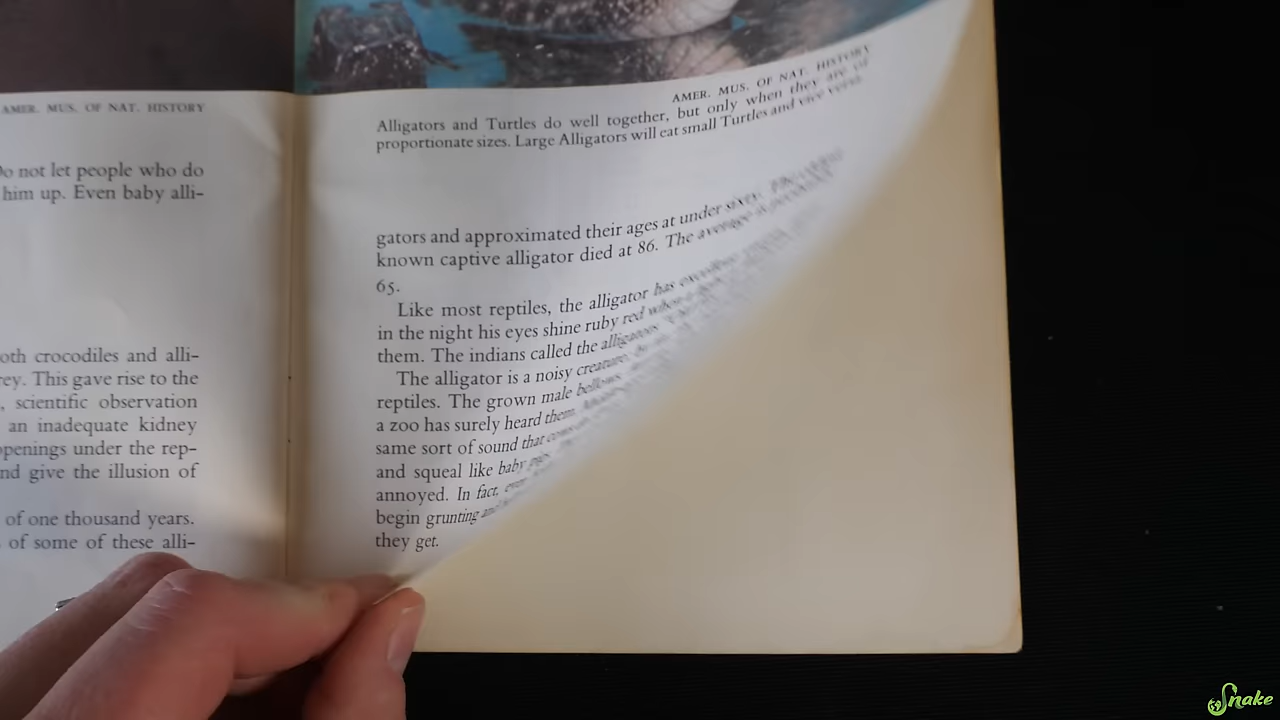 AMER. MUS. OF NAT. HISTORY
Do not let people who do
him up. Even baby alli-
oth crocodiles and alli-
ey. This gave rise to the
, scientific observation
an inadequate kidney
penings under the rep-
nd give the illusion of
of one thousand years.
of some of these alli-
AMER. MUS. OF NAT. HISTORY
Alligators and Turtles do well together, but only when they are of
proportionate sizes. Large Alligators will eat small Turtles and vice versa.
gators and approximated their ages at under sixty. The
known captive alligator died at 86. The average is
65.
Like most reptiles, the alligator has
in the night his eyes shine ruby red when
them. The indians called the
The alligator is a noisy creature,
reptiles. The grown male bellows.
a zoo has surely heard them.
same sort of sound that
and squeal like baby pigs.
annoyed. In fact,
begin grunting and
they get.
Snake